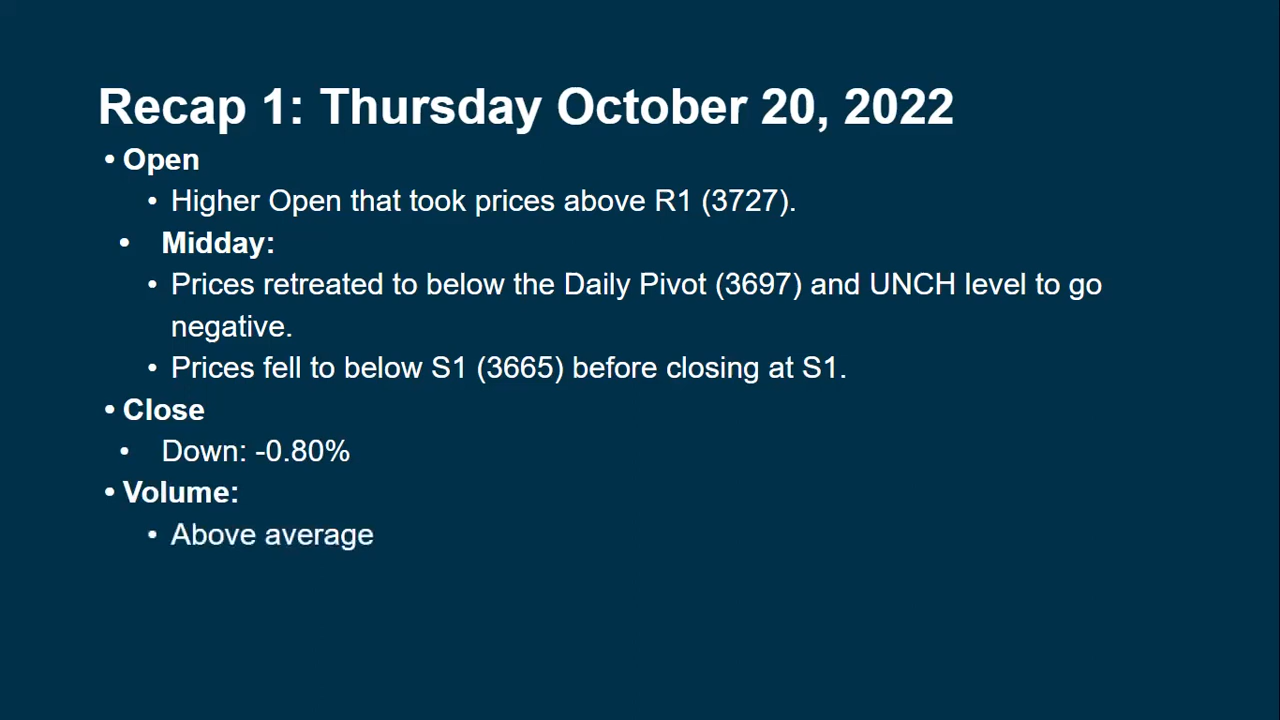 Recap 1: Thursday October 20, 2022
• Open
• Higher Open that took prices above R1 (3727).
• Midday:
• Prices retreated to below the Daily Pivot (3697) and UNCH level to go
negative.
• Prices fell to below S1 (3665) before closing at S1.
• Close
• Down: -0.80%
• Volume:
• Above average